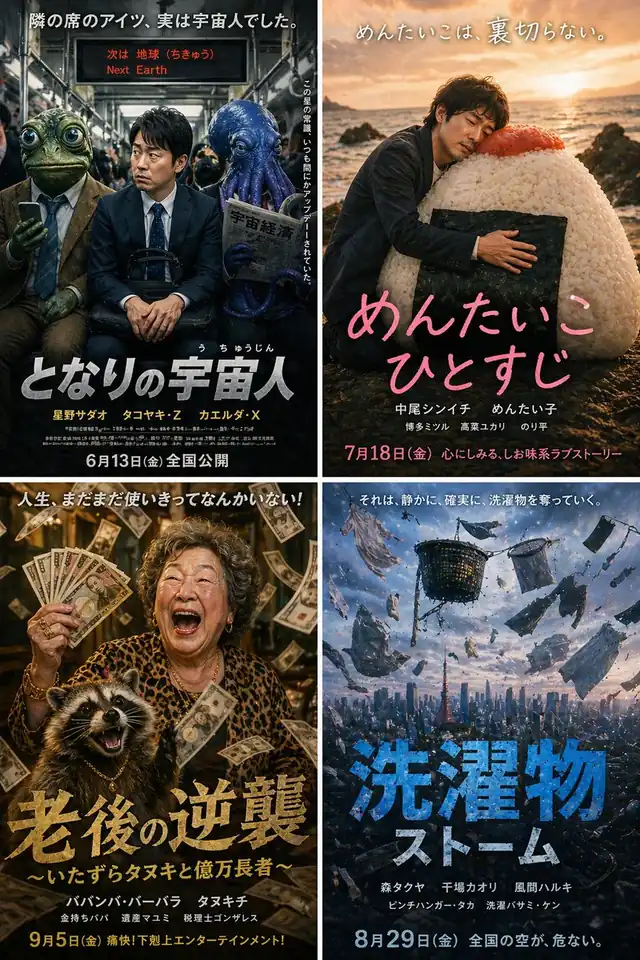 隣の席のアイツ、実は宇宙人でした。
次は 地球（ちきゅう）
Next Earth
この星の常識、いつも間にかアップデートされていた。
宇宙経済
うちゅうじん
となりの宇宙人
星野サダオ タコヤキ・Z カエルダ・X
6月13日(金) 全国公開
めんたいこは、裏切らない。
めんたいこ
ひとすじ
中尾シンイチ めんたい子
博多ミツル 高菜ユカリ のり平
7月18日(金) 心にしみる、しお味系ラブストーリー
人生、まだまだ使いきってなんかいない!
老後の逆襲
～いたずらタヌキと億万長者～
ババンバ・バーバラ タヌキチ
金持ちババ 遺産マユミ 税理士ゴンザレス
9月5日(金) 痛快!下剋上エンターテーメント!
それは、静かに、確実に、洗濯物を奪っていく。
洗濯物
ストーム
森タクヤ 干場カオリ 風間ハルキ
ピンチハンガー・タカ 洗濯バサミ・ケン
8月29日(金) 全国の空が、危ない。